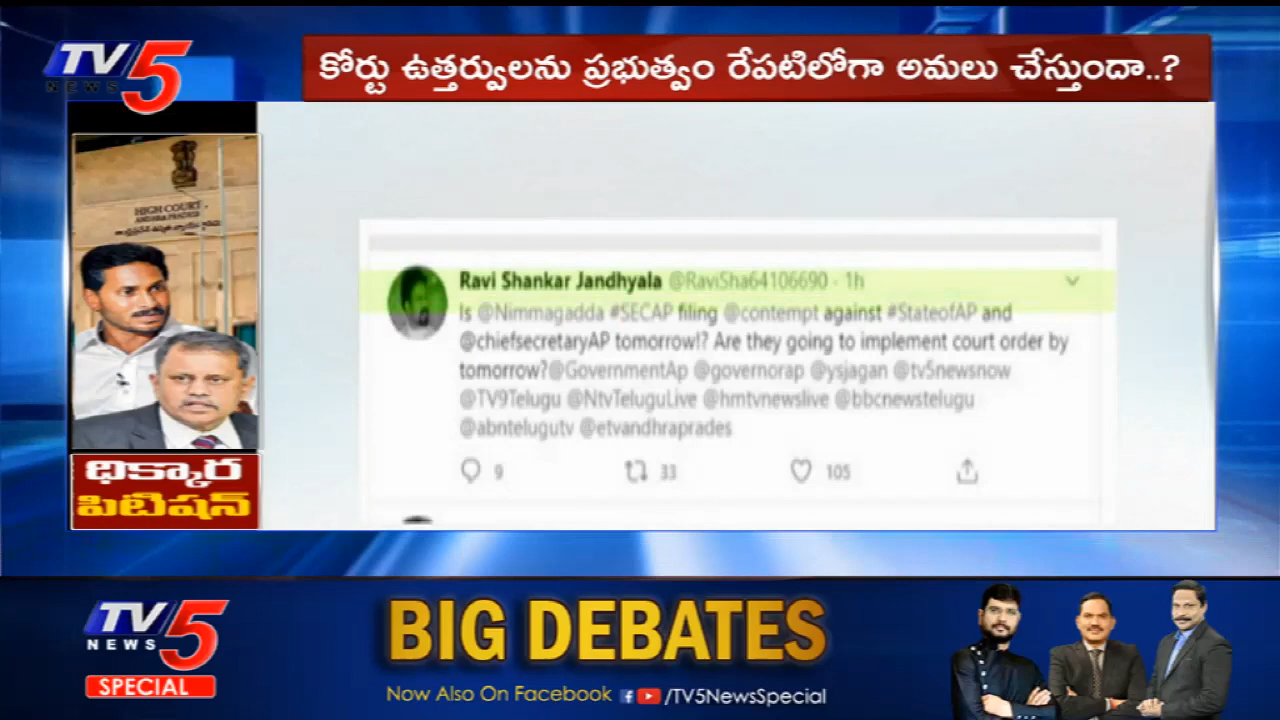 TV5
NEWS
కోర్టు ఉత్తర్వులను ప్రభుత్వం రేపటిలోగా అమలు చేస్తుందా..?
HIGH COURT
ANDHRA PRADESH
ధిక్కార
పిటిషన్
Ravi Shankar Jandhyala @RaviSha64106690 · 1h
Is @Nimmagadda #SECAP filing @contempt against #StateofAP and
@chiefsecretaryAP tomorrow!? Are they going to implement court order by
tomorrow?@GovernmentAp @governorap @ysjagan @tv5newsnow
@TV9Telugu @NtvTeluguLive @hmtvnewslive @bbcnewstelugu
@abntelugutv @etvandhraprades
9 33 105
TV5
NEWS
SPECIAL
BIG DEBATES
Now Also On Facebook /TV5NewsSpecial